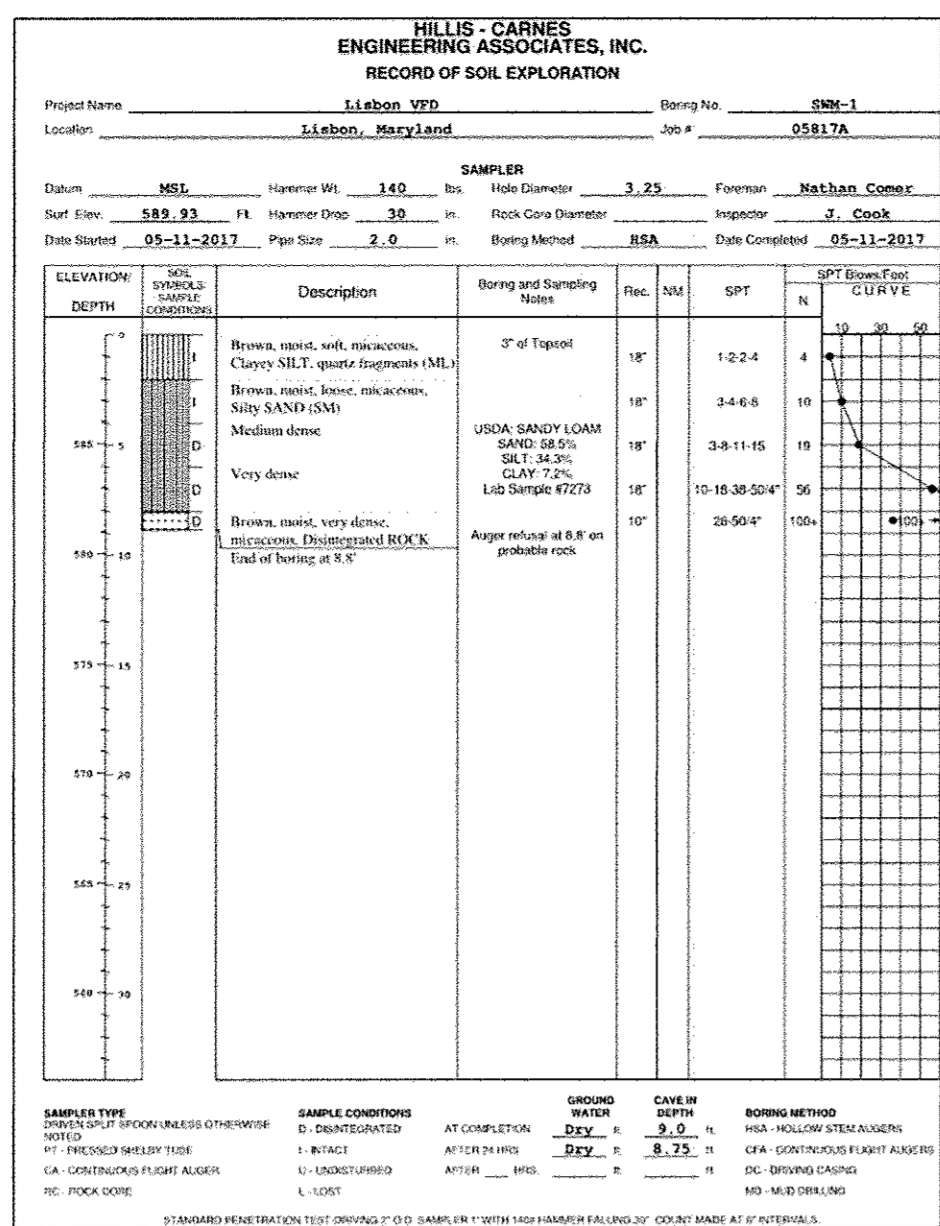 HILLIS - CARNES
ENGINEERING ASSOCIATES, INC.
RECORD OF SOIL EXPLORATION
Project Name Lisbon VFD Boring No. SWM-1
Location Lisbon, Maryland Job # 05817A
SAMPLER
Datum MSL Hammer Wt. 140 lbs. Hole Diameter 3.25 Foreman Nathan Comer
Surf. Elev. 589.93 Ft. Hammer Drop 30 in. Rock Core Diameter Inspector J. Cook
Date Started 05-11-2017 Pipe Size 2.0 in. Boring Method HSA Date Completed 05-11-2017
ELEVATION/ DEPTH SOIL SYMBOLS SAMPLE CONDITIONS Description Boring and Sampling Notes Rec. NM SPT N SPT Blows/Foot CURVE
10 30 50
0
I Brown, moist, soft, micaceous, 3" of Topsoil
Clayey SILT, quartz fragments (ML) 18" 1-2-2-4 4
Brown, moist, loose, micaceous,
I Silty SAND (SM) 18" 3-4-6-8 10
Medium dense USDA: SANDY LOAM
585 5 D SAND: 58.5% 18" 3-8-11-15 19
SILT: 34.3%
Very dense CLAY: 7.2%
D Lab Sample #7273 18" 10-18-38-50/4" 56
D Brown, moist, very dense, 10" 28-50/4" 100+ 100+
micaceous, Disintegrated ROCK Auger refusal at 8.8' on
580 10 End of boring at 8.8' probable rock
575 15
570 20
565 25
560 30
SAMPLER TYPE SAMPLE CONDITIONS GROUND WATER CAVE IN DEPTH BORING METHOD
DRIVEN SPLIT SPOON UNLESS OTHERWISE NOTED D - DISINTEGRATED AT COMPLETION Dry ft. 9.0 ft. HSA - HOLLOW STEM AUGERS
PT - PRESSED SHELBY TUBE I - INTACT AFTER 24 HRS. Dry ft. 8.75 ft. CFA - CONTINUOUS FLIGHT AUGERS
CA - CONTINUOUS FLIGHT AUGER U - UNDISTURBED AFTER HRS. ft. ft. DC - DRIVING CASING
RC - ROCK CORE L - LOST MD - MUD DRILLING
STANDARD PENETRATION TEST-DRIVING 2" O.D. SAMPLER 1' WITH 140# HAMMER FALLING 30". COUNT MADE AT 6" INTERVALS.